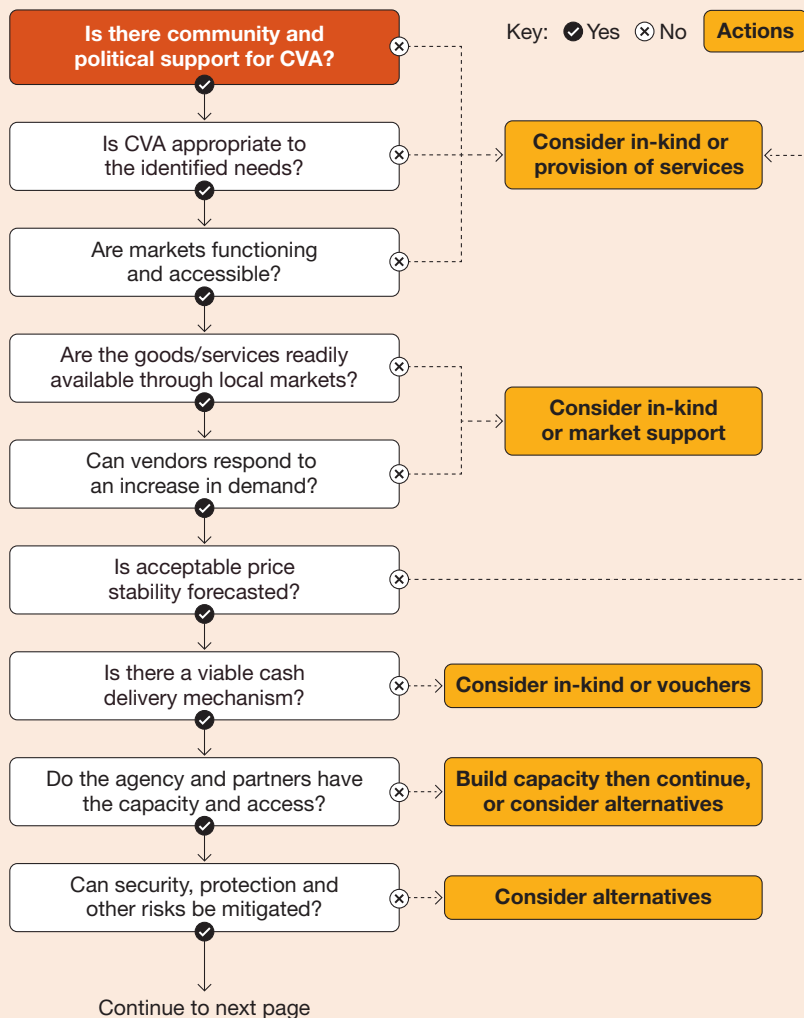 Is there community and
political support for CVA?
Key: Yes No Actions
Is CVA appropriate to
the identified needs?
Consider in-kind or
provision of services
Are markets functioning
and accessible?
Are the goods/services readily
available through local markets?
Consider in-kind
or market support
Can vendors respond to
an increase in demand?
Is acceptable price
stability forecasted?
Is there a viable cash
delivery mechanism?
Consider in-kind or vouchers
Do the agency and partners have
the capacity and access?
Build capacity then continue,
or consider alternatives
Can security, protection and
other risks be mitigated?
Consider alternatives
Continue to next page